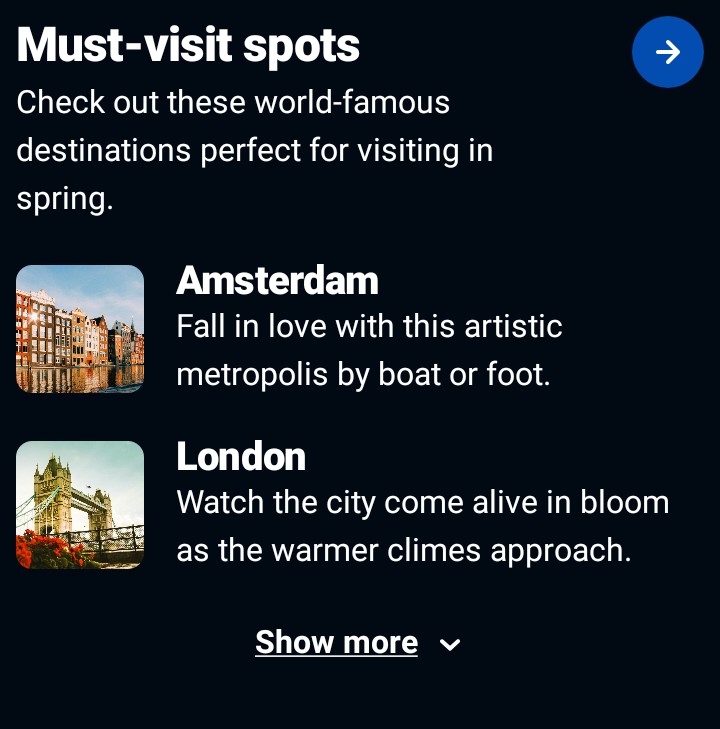 Must-visit spots
Check out these world-famous
destinations perfect for visiting in
spring.
Amsterdam
Fall in love with this artistic
metropolis by boat or foot.
London
Watch the city come alive in bloom
as the warmer climes approach.
Show more